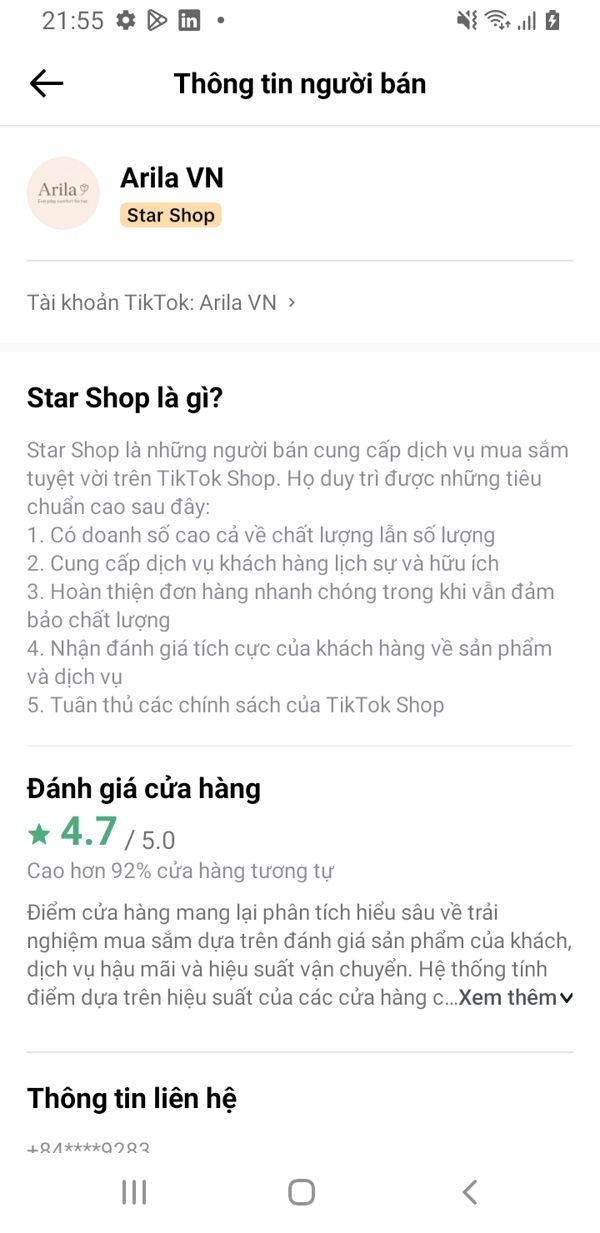 21:55
Thông tin người bán
Arila
Everyday comfort for her
Arila VN
Star Shop
Tài khoản TikTok: Arila VN >
Star Shop là gì?
Star Shop là những người bán cung cấp dịch vụ mua sắm
tuyệt vời trên TikTok Shop. Họ duy trì được những tiêu
chuẩn cao sau đây:
1. Có doanh số cao cả về chất lượng lẫn số lượng
2. Cung cấp dịch vụ khách hàng lịch sự và hữu ích
3. Hoàn thiện đơn hàng nhanh chóng trong khi vẫn đảm
bảo chất lượng
4. Nhận đánh giá tích cực của khách hàng về sản phẩm
và dịch vụ
5. Tuân thủ các chính sách của TikTok Shop
Đánh giá cửa hàng
4.7 / 5.0
Cao hơn 92% cửa hàng tương tự
Điểm cửa hàng mang lại phân tích hiểu sâu về trải
nghiệm mua sắm dựa trên đánh giá sản phẩm của khách,
dịch vụ hậu mãi và hiệu suất vận chuyển. Hệ thống tính
điểm dựa trên hiệu suất của các cửa hàng c...Xem thêm
Thông tin liên hệ
+84****9283